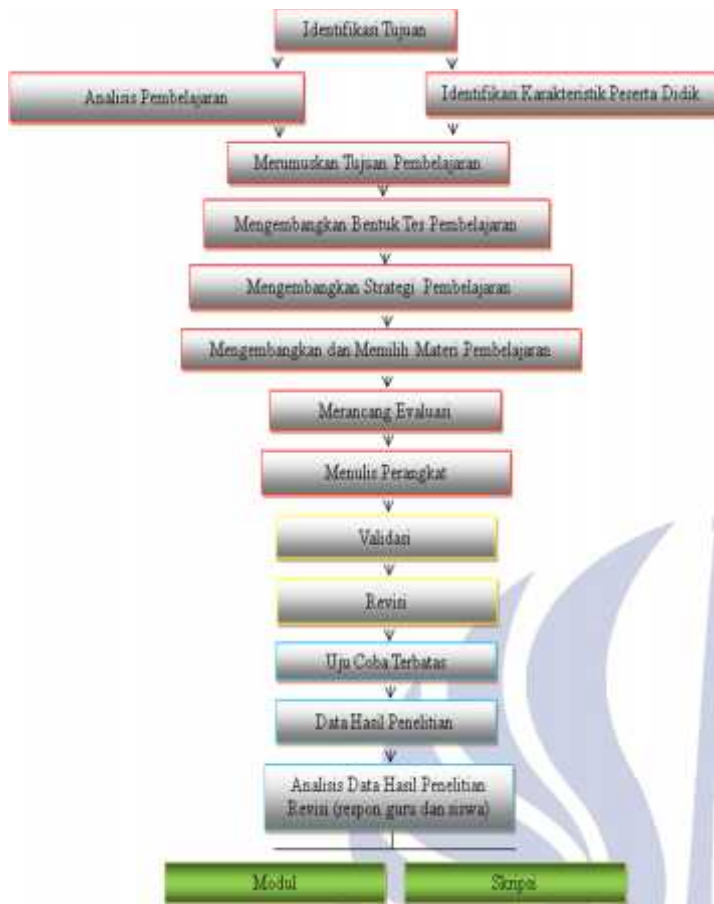 Identifikasi Tujuan
Analisis Pembelajaran
Identifikasi Karakteristik Peserta Didik
Merumuskan Tujuan Pembelajaran
Mengembangkan Bentuk Tes Pembelajaran
Mengembangkan Strategi Pembelajaran
Mengembangkan dan Memilih Materi Pembelajaran
Merancang Evaluasi
Menulis Perangkat
Validasi
Revisi
Uju Coba Terbatas
Data Hasil Penelitian
Analisis Data Hasil Penelitian
Revisi (respon guru dan siswa)
Modul
Skripsi